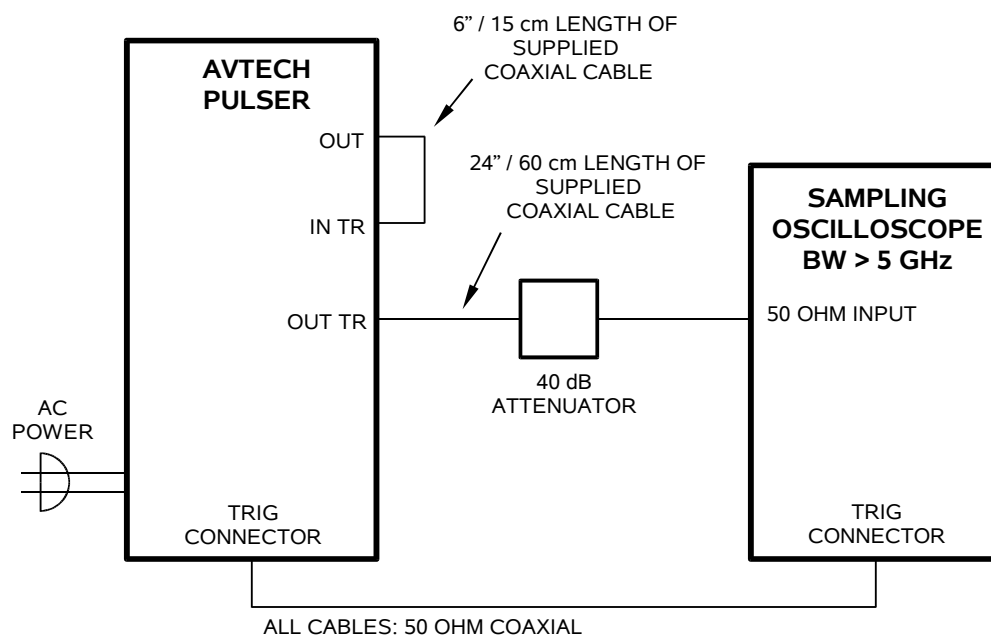 6” / 15 cm LENGTH OF
SUPPLIED
COAXIAL CABLE
AVTECH
PULSER
OUT
IN TR
24” / 60 cm LENGTH OF
SUPPLIED
COAXIAL CABLE
SAMPLING
OSCILLOSCOPE
BW > 5 GHz
OUT TR
50 OHM INPUT
40 dB
ATTENUATOR
AC
POWER
TRIG
CONNECTOR
TRIG
CONNECTOR
ALL CABLES: 50 OHM COAXIAL